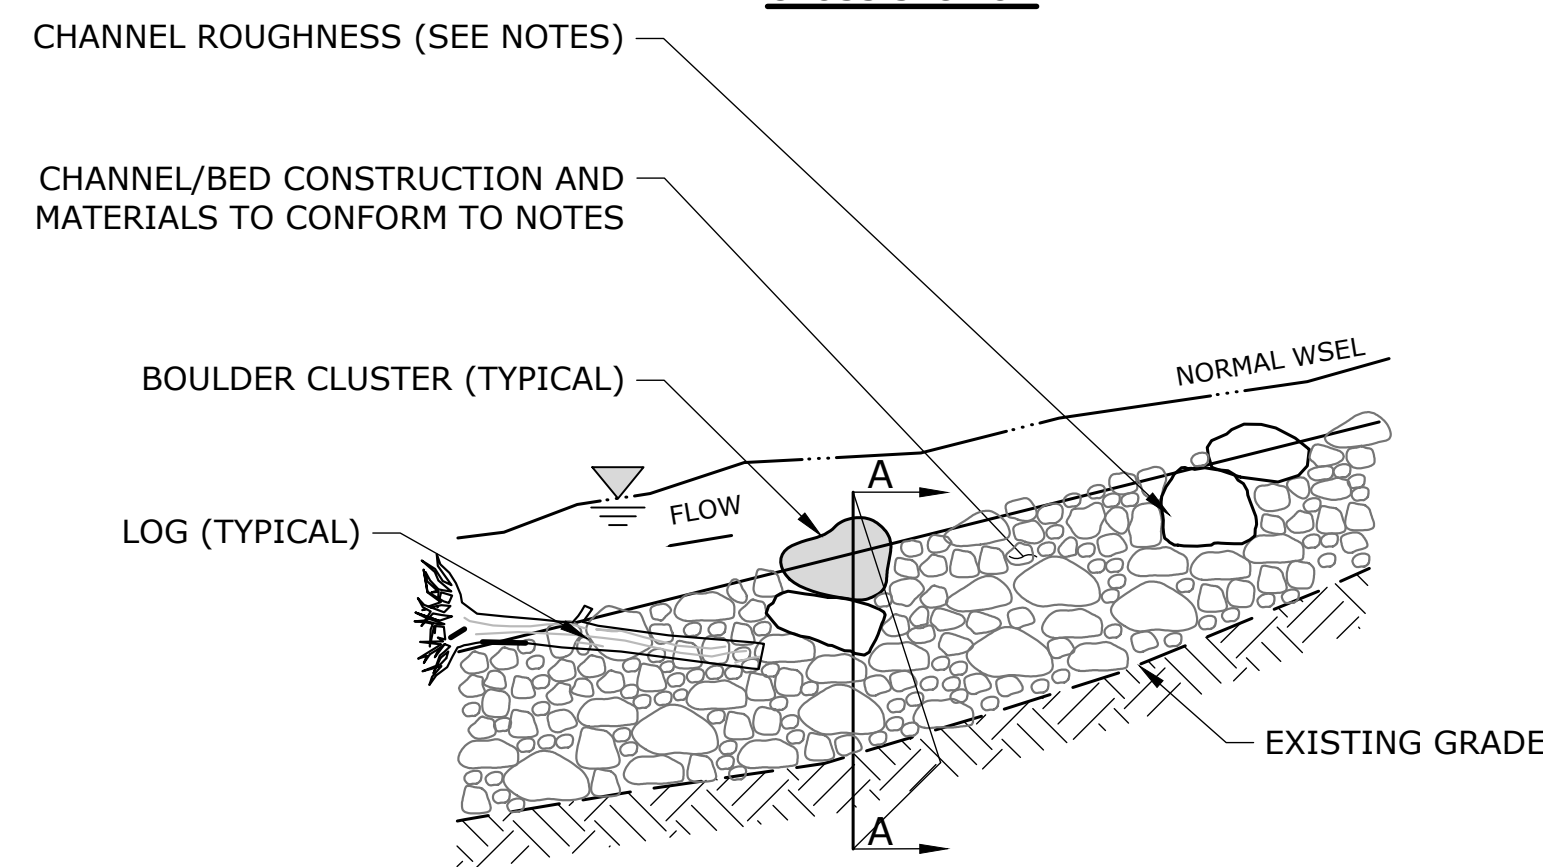 CHANNEL ROUGHNESS (SEE NOTES)
CHANNEL/BED CONSTRUCTION AND
MATERIALS TO CONFORM TO NOTES
BOULDER CLUSTER (TYPICAL)
NORMAL WSEL
A
FLOW
LOG (TYPICAL)
EXISTING GRADE
A